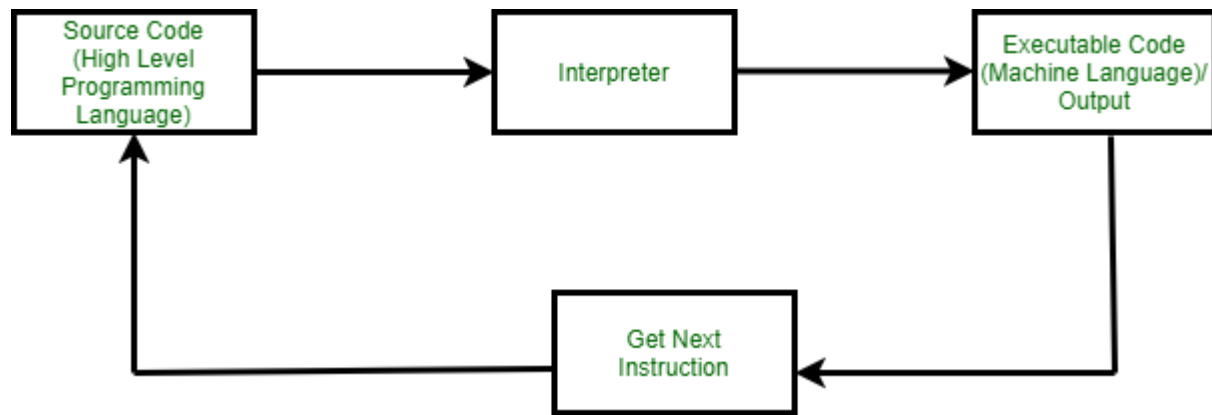 Source Code
(High Level
Programming
Language)
Interpreter
Executable Code
(Machine Language)/
Output
Get Next
Instruction